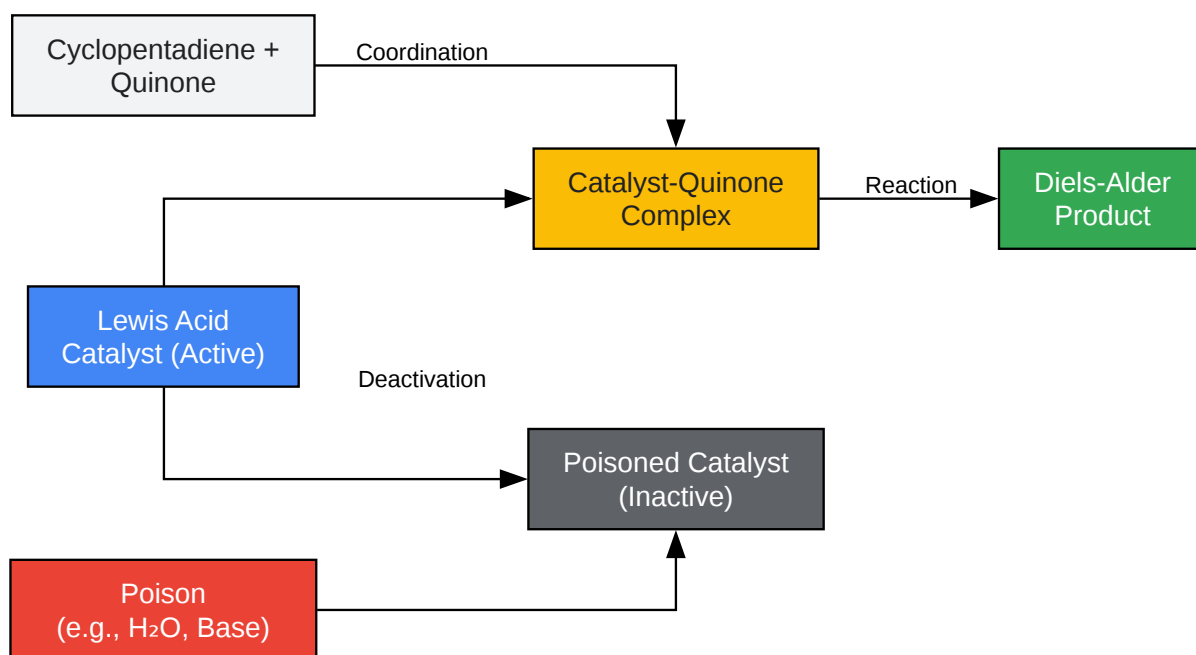 Cyclopentadiene +
Quinone
Coordination
Catalyst-Quinone
Complex
Reaction
Diels-Alder
Product
Lewis Acid
Catalyst (Active)
Deactivation
Poisoned Catalyst
(Inactive)
Poison
(e.g., H₂O, Base)